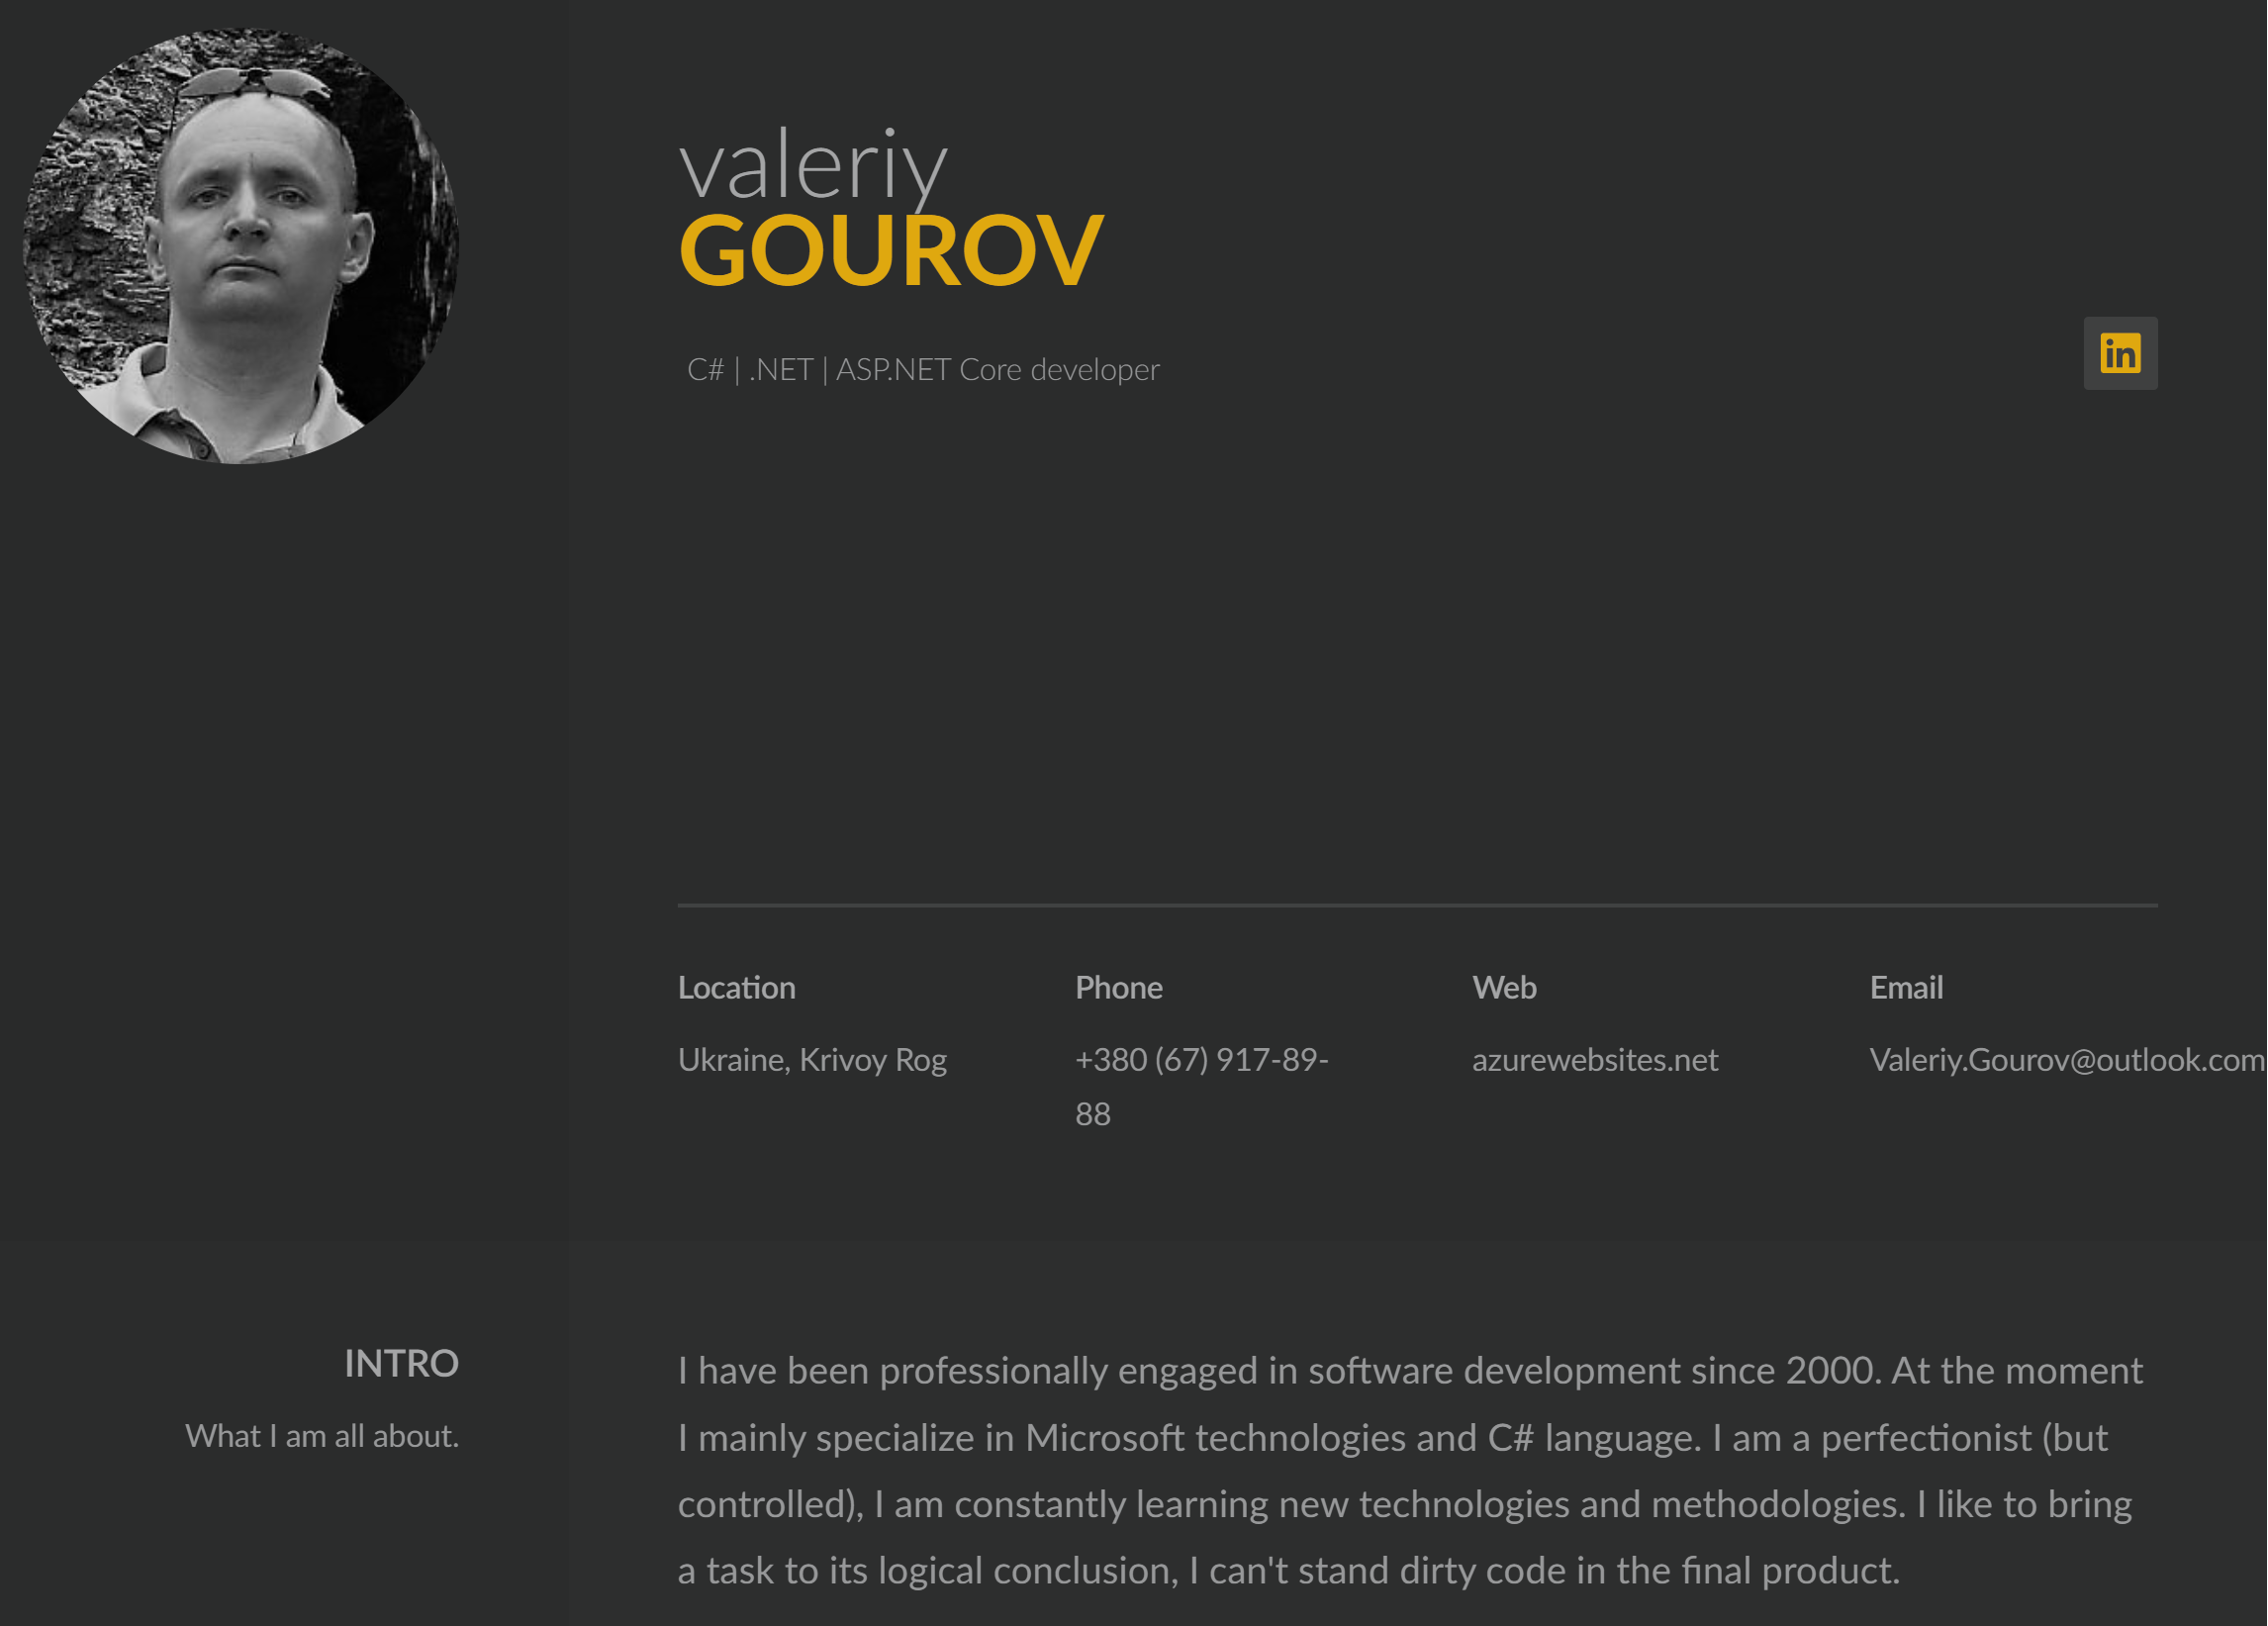 valeriy
GOUROV
C# | .NET | ASP.NET Core developer
in
Location
Ukraine, Krivoy Rog
Phone
+380 (67) 917-89-
88
Web
azurewebsites.net
Email
Valeriy.Gourov@outlook.com
INTRO
What I am all about.
I have been professionally engaged in software development since 2000. At the moment
I mainly specialize in Microsoft technologies and C# language. I am a perfectionist (but
controlled), I am constantly learning new technologies and methodologies. I like to bring
a task to its logical conclusion, I can't stand dirty code in the final product.